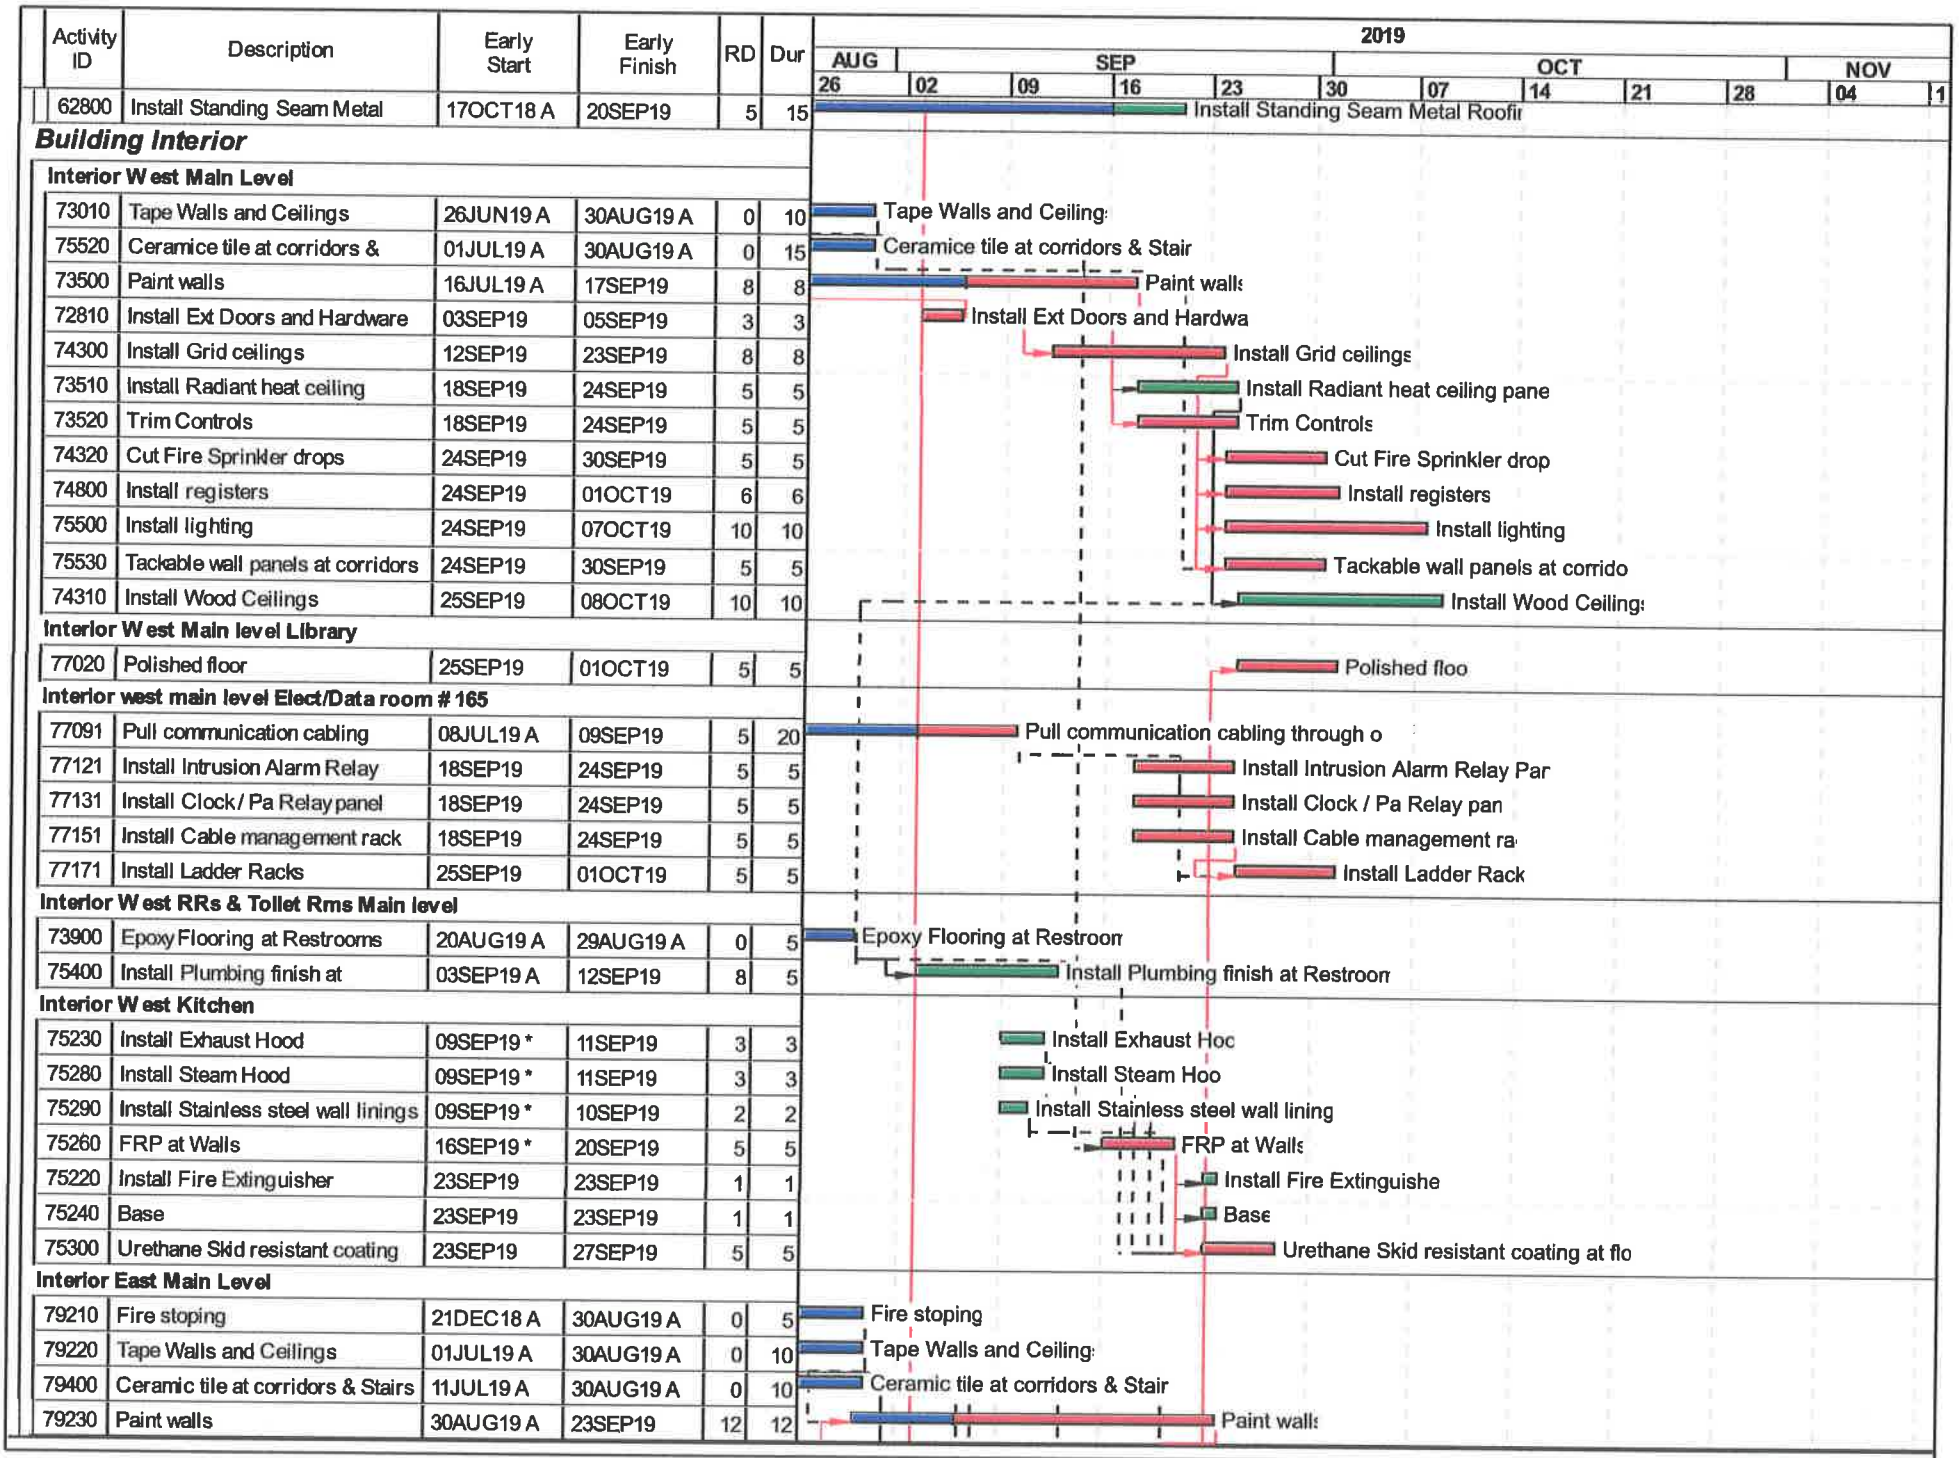 Activity ID Description Early Start Early Finish RD Dur 2019
AUG SEP OCT NOV
26 02 09 16 23 30 07 14 21 28 04 1
62800 Install Standing Seam Metal 17OCT18 A 20SEP19 5 15 Install Standing Seam Metal Roofin
Building Interior
Interior West Main Level
73010 Tape Walls and Ceilings 26JUN19 A 30AUG19 A 0 10 Tape Walls and Ceiling
75520 Ceramice tile at corridors & 01JUL19 A 30AUG19 A 0 15 Ceramice tile at corridors & Stair
73500 Paint walls 16JUL19 A 17SEP19 8 8 Paint walls
72810 Install Ext Doors and Hardware 03SEP19 05SEP19 3 3 Install Ext Doors and Hardwa
74300 Install Grid ceilings 12SEP19 23SEP19 8 8 Install Grid ceilings
73510 Install Radiant heat ceiling 18SEP19 24SEP19 5 5 Install Radiant heat ceiling pane
73520 Trim Controls 18SEP19 24SEP19 5 5 Trim Controls
74320 Cut Fire Sprinkler drops 24SEP19 30SEP19 5 5 Cut Fire Sprinkler drop
74800 Install registers 24SEP19 01OCT19 6 6 Install registers
75500 Install lighting 24SEP19 07OCT19 10 10 Install lighting
75530 Tackable wall panels at corridors 24SEP19 30SEP19 5 5 Tackable wall panels at corrido
74310 Install Wood Ceilings 25SEP19 08OCT19 10 10 Install Wood Ceilings
Interior West Main level Library
77020 Polished floor 25SEP19 01OCT19 5 5 Polished floo
Interior west main level Elect/Data room # 165
77091 Pull communication cabling 08JUL19 A 09SEP19 5 20 Pull communication cabling through o
77121 Install Intrusion Alarm Relay 18SEP19 24SEP19 5 5 Install Intrusion Alarm Relay Pan
77131 Install Clock / Pa Relay panel 18SEP19 24SEP19 5 5 Install Clock / Pa Relay pan
77151 Install Cable management rack 18SEP19 24SEP19 5 5 Install Cable management ra
77171 Install Ladder Racks 25SEP19 01OCT19 5 5 Install Ladder Rack
Interior West RRs & Toilet Rms Main level
73900 Epoxy Flooring at Restrooms 20AUG19 A 29AUG19 A 0 5 Epoxy Flooring at Restroom
75400 Install Plumbing finish at 03SEP19 A 12SEP19 8 5 Install Plumbing finish at Restroom
Interior West Kitchen
75230 Install Exhaust Hood 09SEP19 * 11SEP19 3 3 Install Exhaust Hoo
75280 Install Steam Hood 09SEP19 * 11SEP19 3 3 Install Steam Hoo
75290 Install Stainless steel wall linings 09SEP19 * 10SEP19 2 2 Install Stainless steel wall lining
75260 FRP at Walls 16SEP19 * 20SEP19 5 5 FRP at Walls
75220 Install Fire Extinguisher 23SEP19 23SEP19 1 1 Install Fire Extinguishe
75240 Base 23SEP19 23SEP19 1 1 Base
75300 Urethane Skid resistant coating 23SEP19 27SEP19 5 5 Urethane Skid resistant coating at flo
Interior East Main Level
79210 Fire stoping 21DEC18 A 30AUG19 A 0 5 Fire stoping
79220 Tape Walls and Ceilings 01JUL19 A 30AUG19 A 0 10 Tape Walls and Ceiling
79400 Ceramic tile at corridors & Stairs 11JUL19 A 30AUG19 A 0 10 Ceramic tile at corridors & Stair
79230 Paint walls 30AUG19 A 23SEP19 12 12 Paint walls